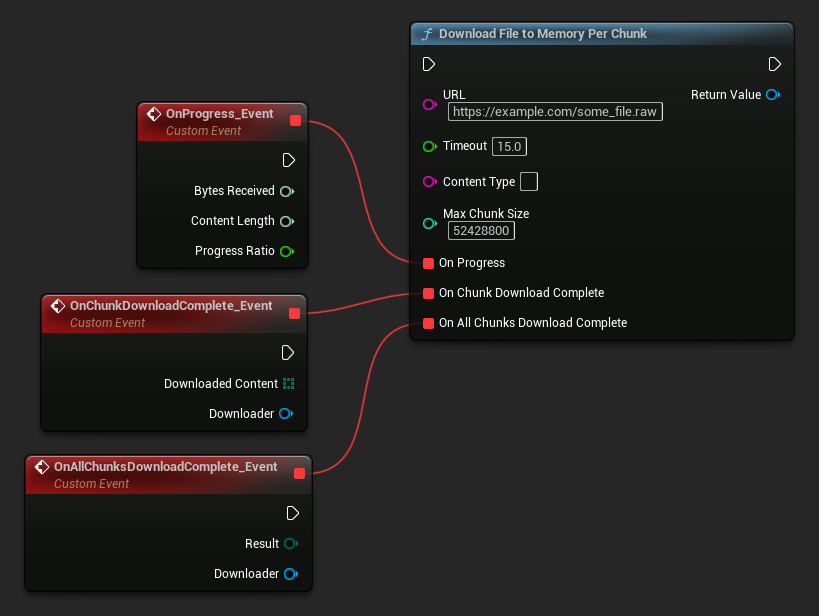 Download File to Memory Per Chunk
URL
https://example.com/some_file.raw
Return Value
Timeout 15.0
Content Type
Max Chunk Size
52428800
On Progress
On Chunk Download Complete
On All Chunks Download Complete
OnProgress_Event
Custom Event
Bytes Received
Content Length
Progress Ratio
OnChunkDownloadComplete_Event
Custom Event
Downloaded Content
Downloader
OnAllChunksDownloadComplete_Event
Custom Event
Result
Downloader